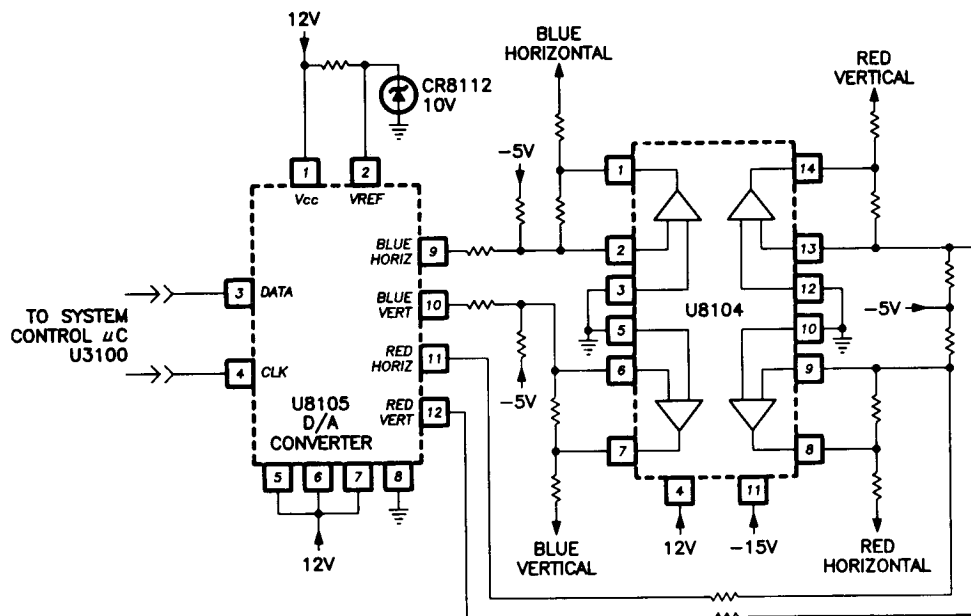 12V
BLUE
HORIZONTAL
RED
VERTICAL
CR8112
10V
-5V
1
2
Vcc
VREF
1
14
BLUE
HORIZ
9
2
13
3
DATA
BLUE
VERT
10
3
U8104
12
-5V
TO SYSTEM
CONTROL μC
U3100
5
10
RED
HORIZ
11
6
9
4
CLK
-5V
U8105
D/A
CONVERTER
RED
VERT
12
7
8
5
6
7
8
4
11
12V
BLUE
VERTICAL
12V
-15V
RED
HORIZONTAL